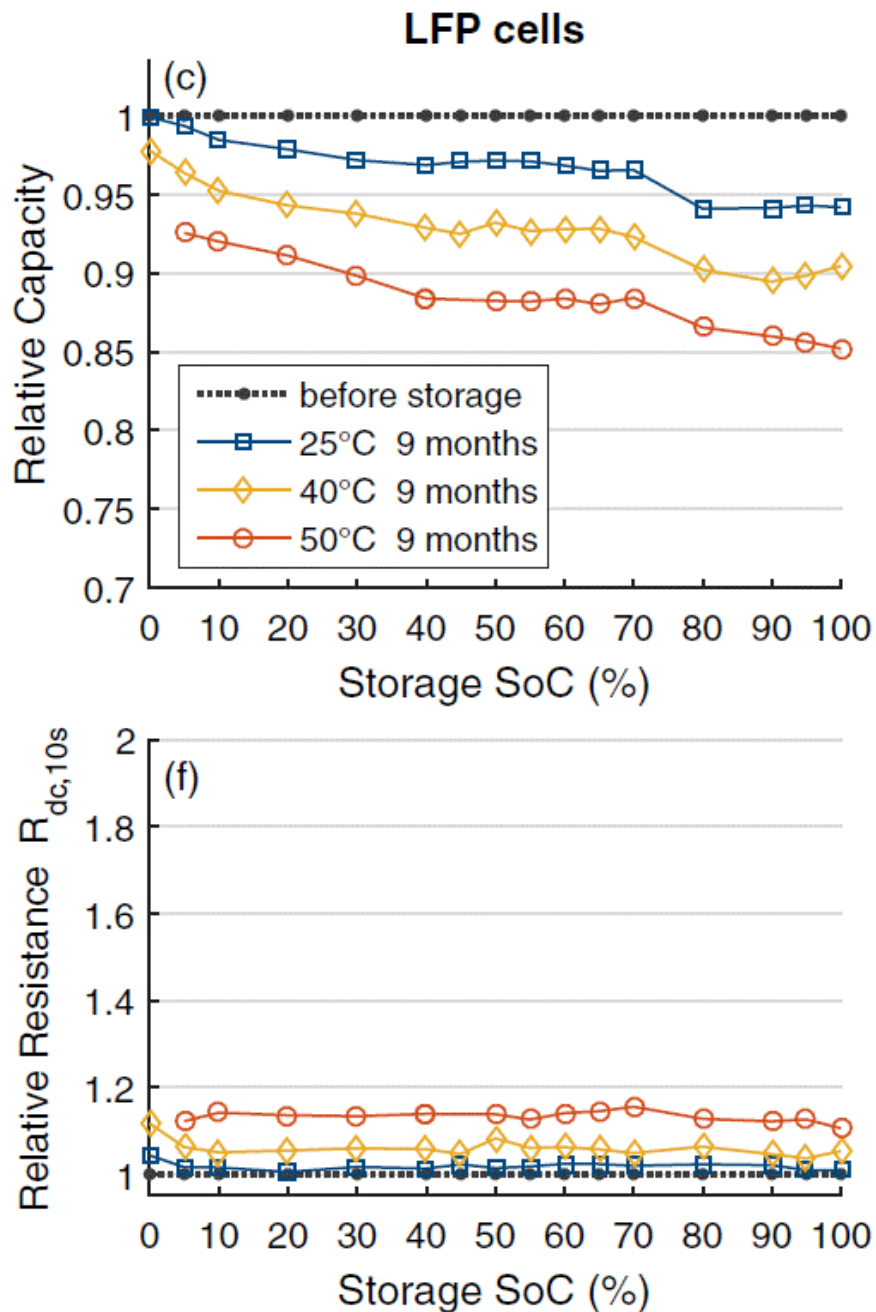 LFP cells
(c)
1
0.95
0.9
0.85
0.8
0.75
0.7
Relative Capacity
before storage
25°C 9 months
40°C 9 months
50°C 9 months
0 10 20 30 40 50 60 70 80 90 100
Storage SoC (%)
(f)
2
1.8
1.6
1.4
1.2
1
Relative Resistance R_dc,10s
0 10 20 30 40 50 60 70 80 90 100
Storage SoC (%)